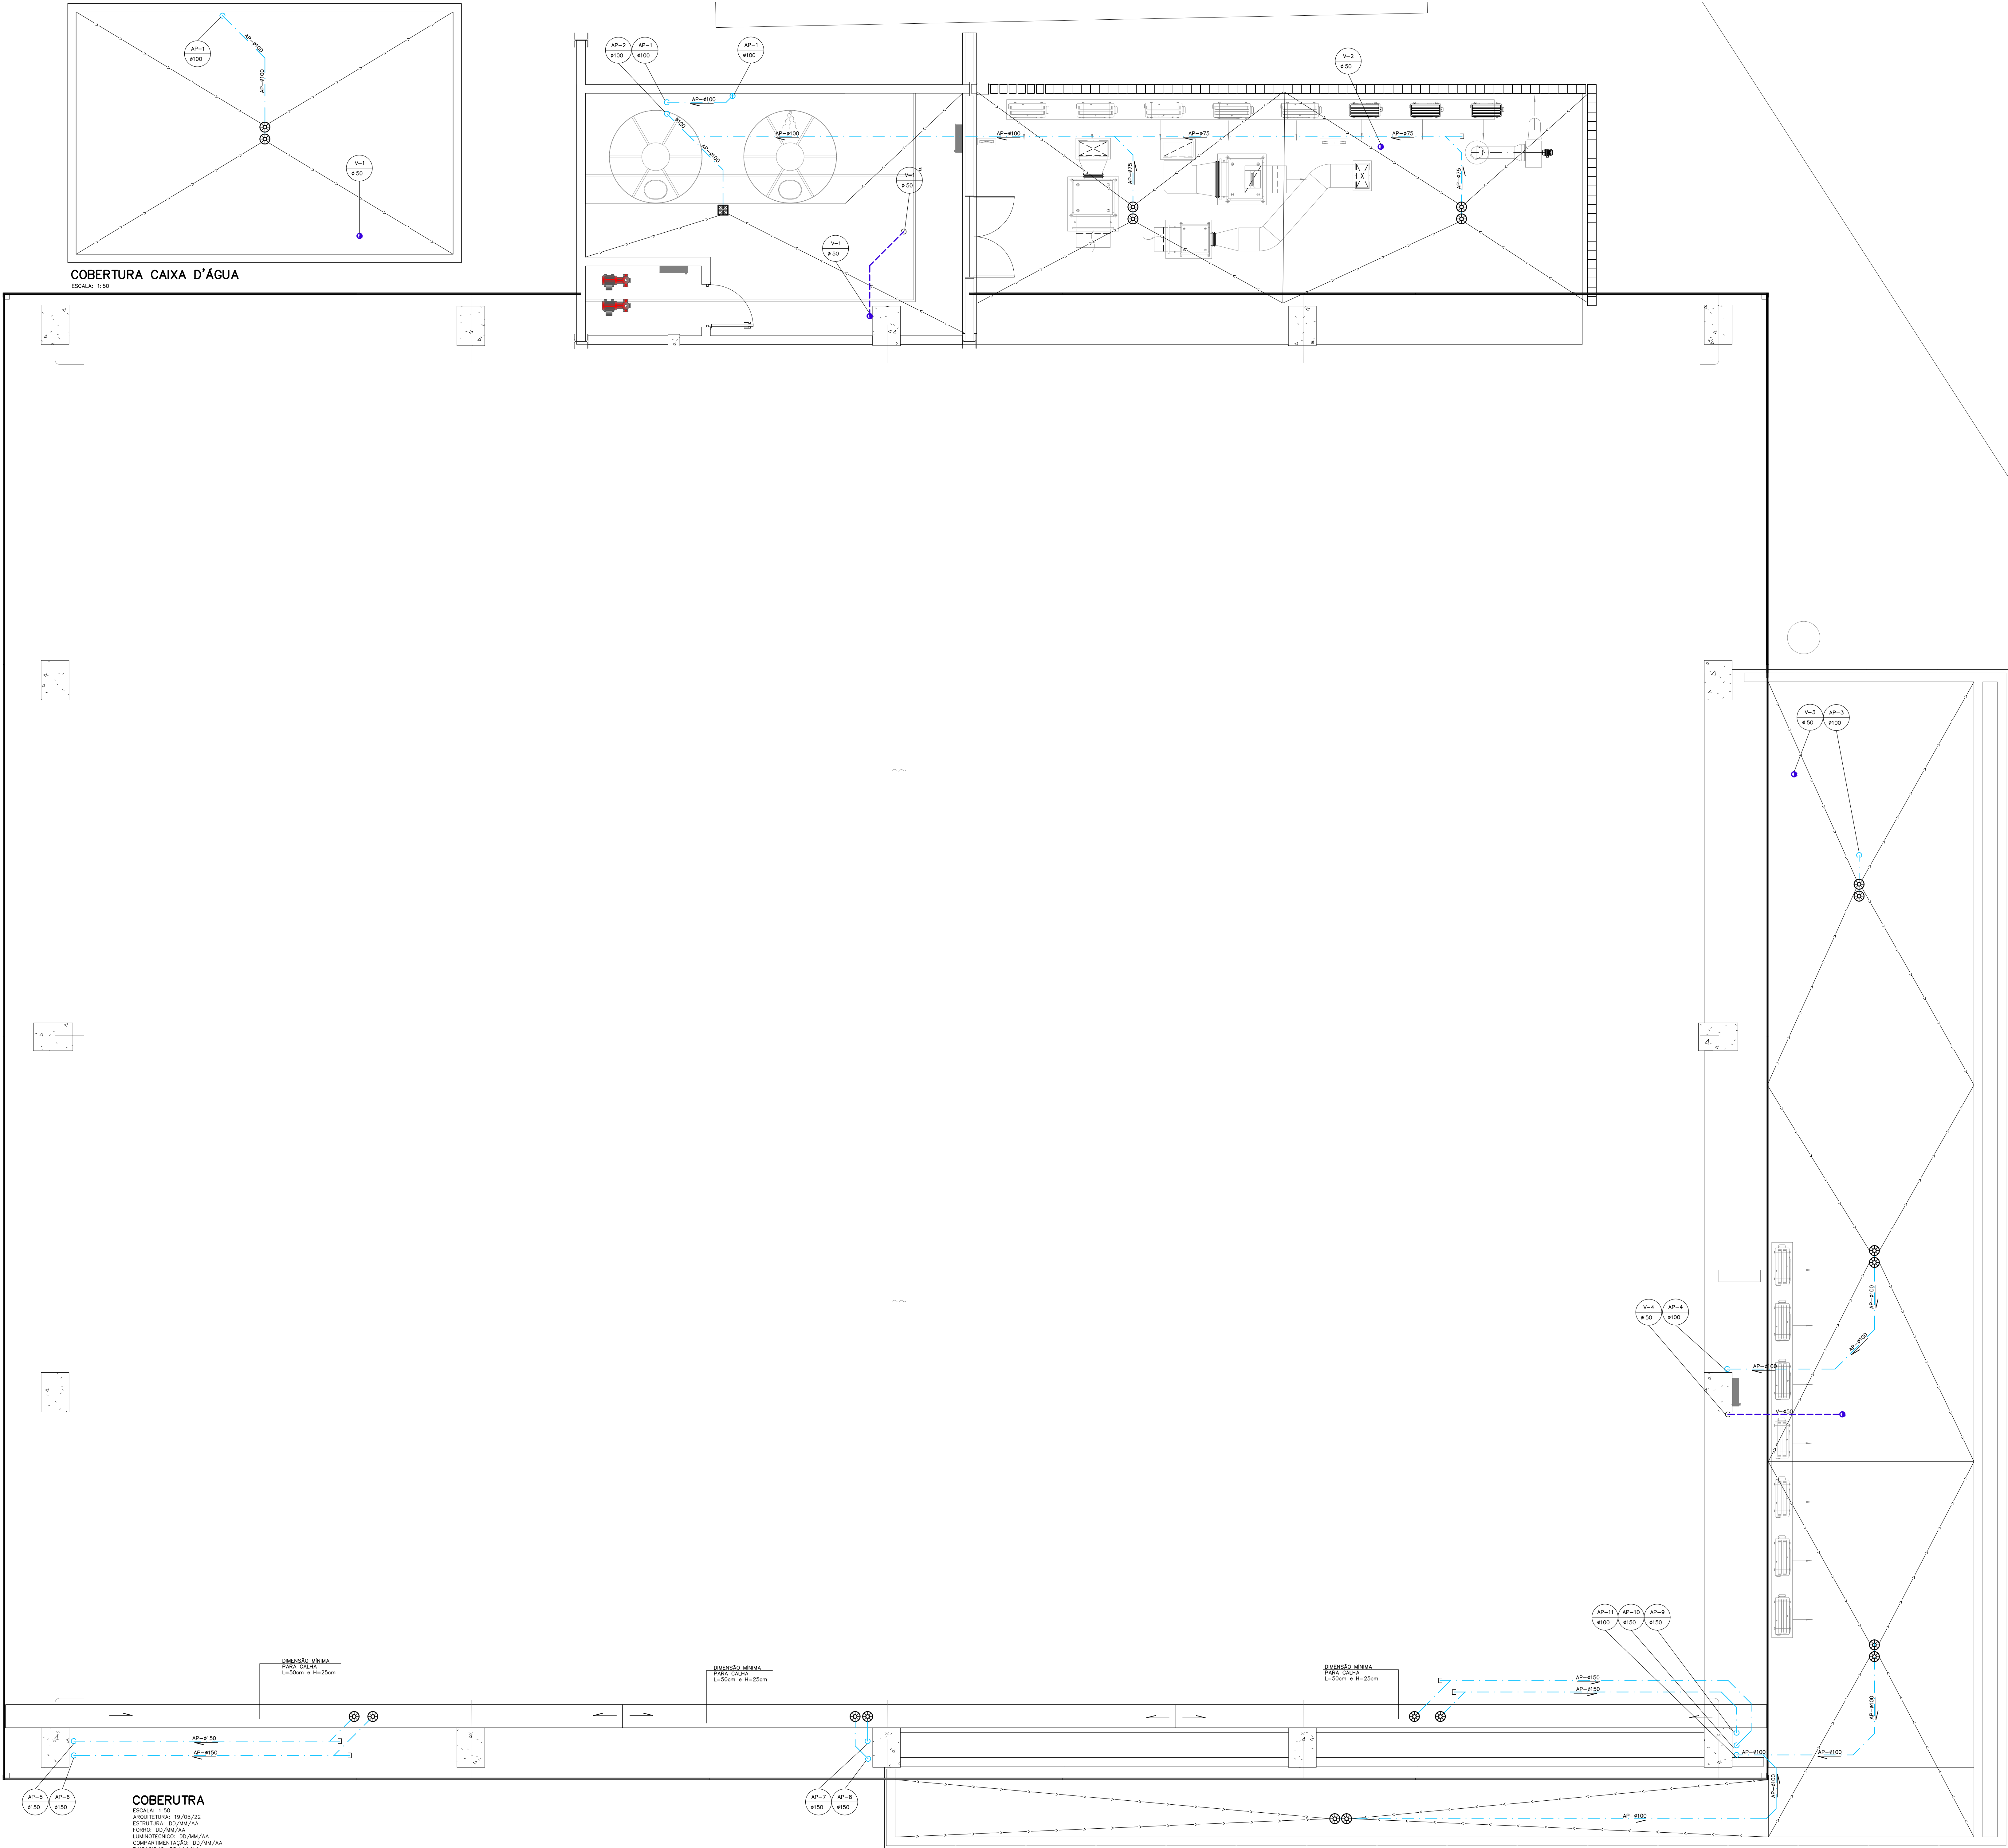 AP-1
ø100
AP-ø100
AP-ø100
V-1
ø 50
COBERTURA CAIXA D'ÁGUA
ESCALA: 1:50
AP-2
ø100
AP-1
ø100
AP-1
ø100
AP-ø100
ø100
AP-ø100
AP-ø100
V-1
ø 50
V-1
ø 50
V-2
ø 50
AP-ø100
AP-ø75
AP-ø75
AP-ø75
AP-ø75
V-3
ø 50
AP-3
ø100
V-4
ø 50
AP-4
ø100
AP-ø100
AP-ø100
AP-ø100
V-ø50
AP-11
ø100
AP-10
ø150
AP-9
ø150
DIMENSÃO MÍNIMA
PARA CALHA
L=50cm e H=25cm
DIMENSÃO MÍNIMA
PARA CALHA
L=50cm e H=25cm
DIMENSÃO MÍNIMA
PARA CALHA
L=50cm e H=25cm
AP-ø150
AP-ø150
AP-ø150
AP-ø150
AP-ø100
AP-ø100
AP-ø100
AP-ø100
AP-ø100
AP-5
ø150
AP-6
ø150
AP-7
ø150
AP-8
ø150
COBERUTRA
ESCALA: 1:50
ARQUITETURA: 19/05/22
ESTRUTURA: DD/MM/AA
FORRO: DD/MM/AA
LUMINOTÉCNICO: DD/MM/AA
COMPARTIMENTAÇÃO: DD/MM/AA